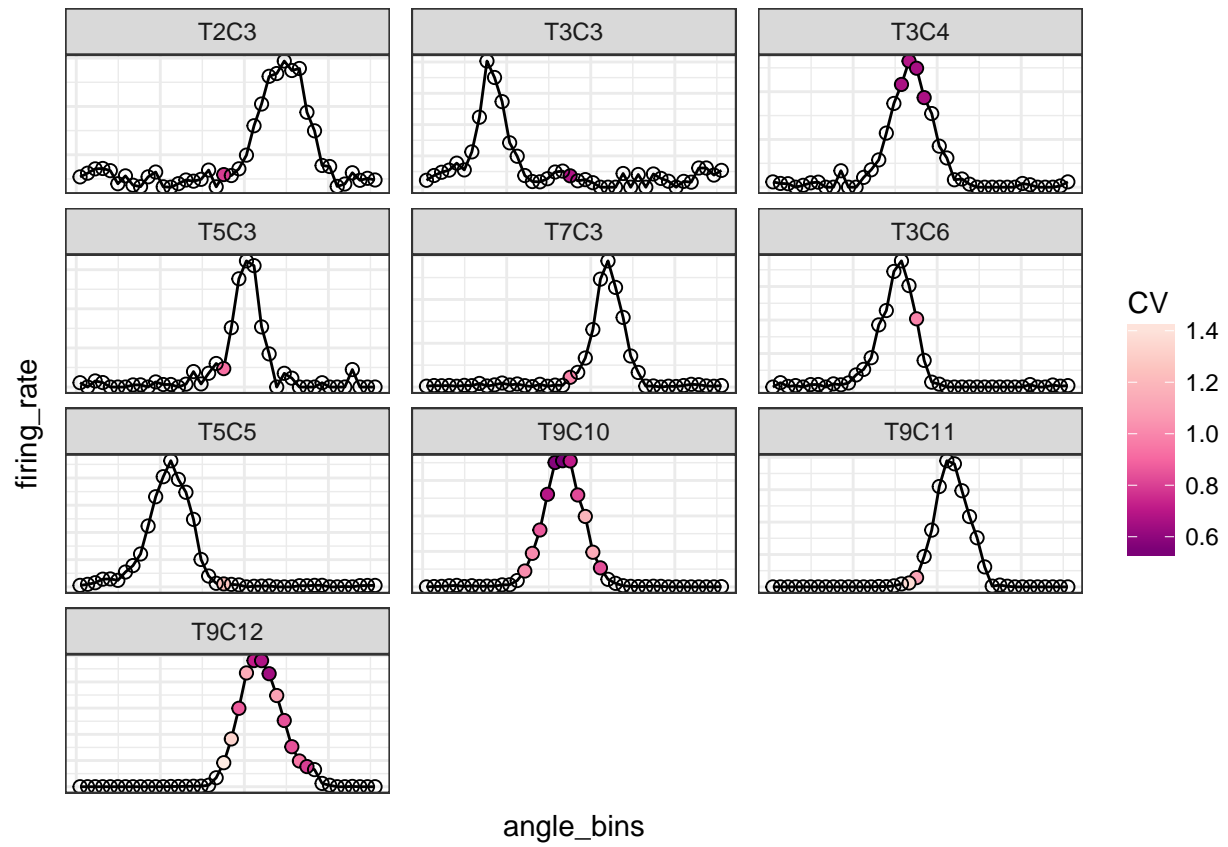 T2C3
T3C3
T3C4
T5C3
T7C3
T3C6
T5C5
T9C10
T9C11
T9C12
firing_rate
angle_bins
CV
1.4
1.2
1.0
0.8
0.6